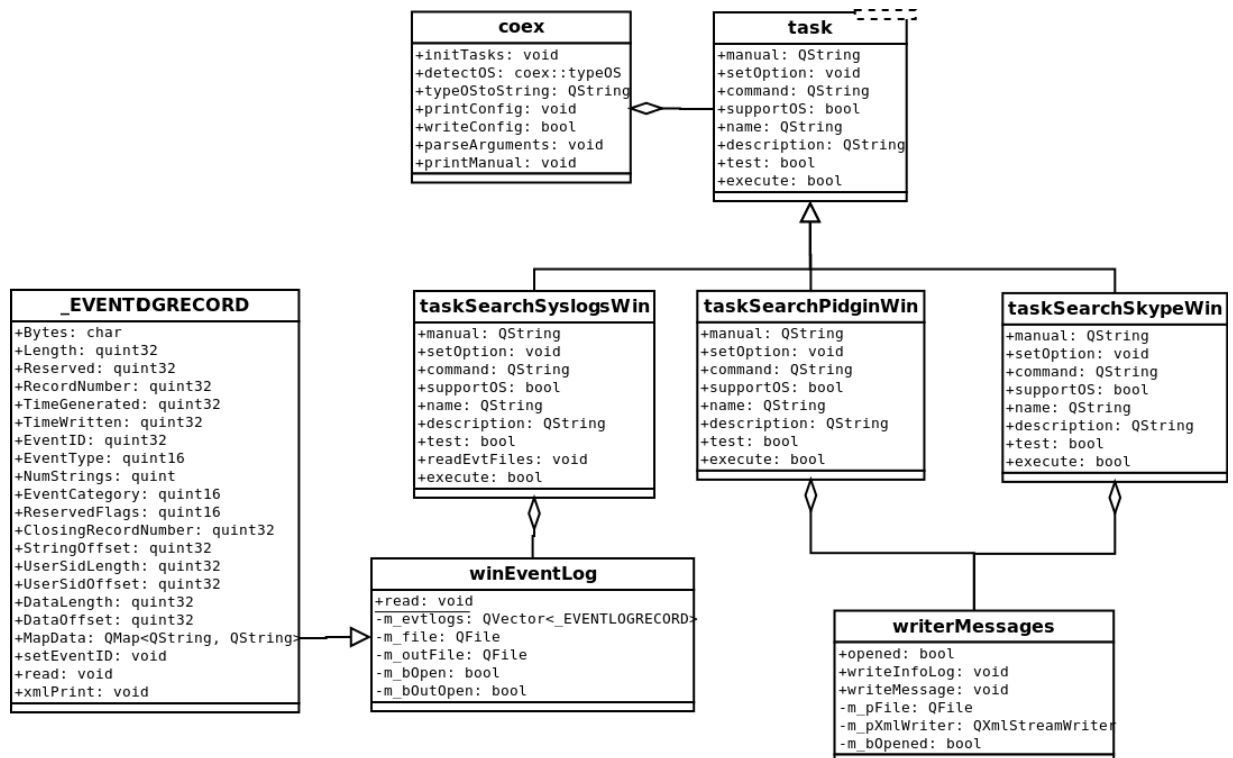 coex
+initTasks: void
+detectOS: coex::typeOS
+typeOStoString: QString
+printConfig: void
+writeConfig: bool
+parseArguments: void
+printManual: void
task
+manual: QString
+setOption: void
+command: QString
+supportOS: bool
+name: QString
+description: QString
+test: bool
+execute: bool
_EVENTLOGRECORD
+Bytes: char
+Length: quint32
+Reserved: quint32
+RecordNumber: quint32
+TimeGenerated: quint32
+TimeWritten: quint32
+EventID: quint32
+EventType: quint16
+NumStrings: quint
+EventCategory: quint16
+ReservedFlags: quint16
+ClosingRecordNumber: quint32
+StringOffset: quint32
+UserSidLength: quint32
+UserSidOffset: quint32
+DataLength: quint32
+DataOffset: quint32
+MapData: QMap<QString, QString>
+setEventID: void
+read: void
+xmlPrint: void
taskSearchSyslogsWin
+manual: QString
+setOption: void
+command: QString
+supportOS: bool
+name: QString
+description: QString
+test: bool
+readEvtFiles: void
+execute: bool
taskSearchPidginWin
+manual: QString
+setOption: void
+command: QString
+supportOS: bool
+name: QString
+description: QString
+test: bool
+execute: bool
taskSearchSkypeWin
+manual: QString
+setOption: void
+command: QString
+supportOS: bool
+name: QString
+description: QString
+test: bool
+execute: bool
winEventLog
+read: void
-m_evtlogs: QVector<_EVENTLOGRECORD>
-m_file: QFile
-m_outFile: QFile
-m_bOpen: bool
-m_bOutOpen: bool
writerMessages
+opened: bool
+writeInfoLog: void
+writeMessage: void
-m_pFile: QFile
-m_pXmlWriter: QXmlStreamWriter
-m_bOpened: bool